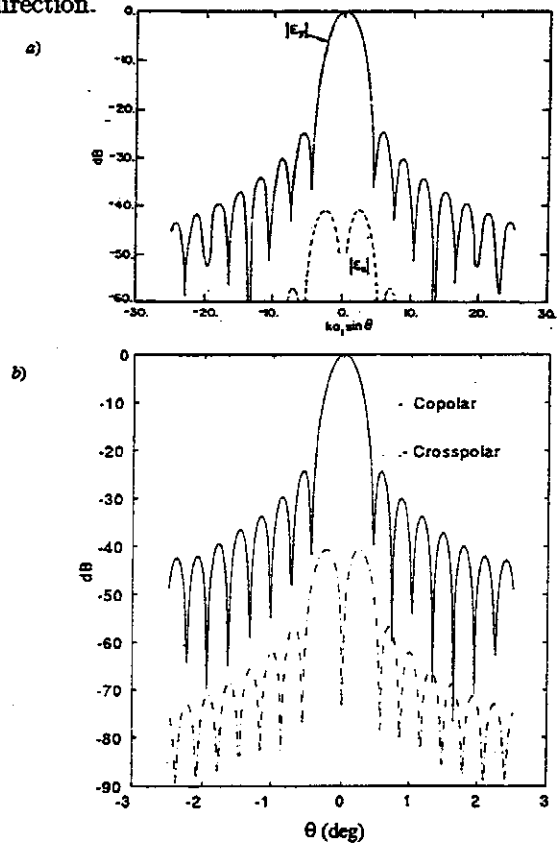 direction.
a)
0.
-10.
-20.
-30.
-40.
-50.
-60.
dB
|Ey|
|Ex|
-30. -20. -10. 0. 10. 20. 30.
ka₁ sin θ
b)
0
-10
-20
-30
-40
-50
-60
-70
-80
-90
dB
- Copolar
- Crosspolar
-3 -2 -1 0 1 2 3
θ (deg)